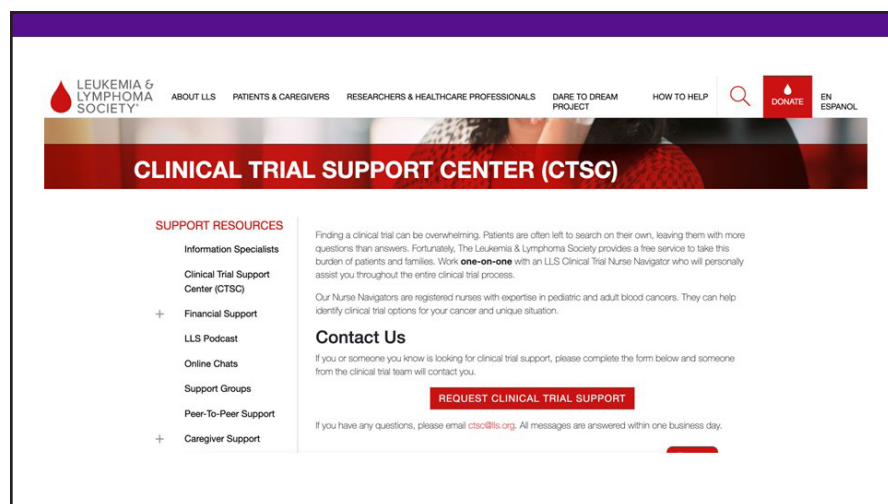 LEUKEMIA &
LYMPHOMA
SOCIETY®
ABOUT LLS
PATIENTS & CAREGIVERS
RESEARCHERS & HEALTHCARE PROFESSIONALS
DARE TO DREAM
PROJECT
HOW TO HELP
DONATE
EN
ESPANOL
CLINICAL TRIAL SUPPORT CENTER (CTSC)
SUPPORT RESOURCES
Information Specialists
Clinical Trial Support
Center (CTSC)
+ Financial Support
LLS Podcast
Online Chats
Support Groups
Peer-To-Peer Support
+ Caregiver Support
Finding a clinical trial can be overwhelming. Patients are often left to search on their own, leaving them with more
questions than answers. Fortunately, The Leukemia & Lymphoma Society provides a free service to take this
burden of patients and families. Work one-on-one with an LLS Clinical Trial Nurse Navigator who will personally
assist you throughout the entire clinical trial process.
Our Nurse Navigators are registered nurses with expertise in pediatric and adult blood cancers. They can help
identify clinical trial options for your cancer and unique situation.
Contact Us
If you or someone you know is looking for clinical trial support, please complete the form below and someone
from the clinical trial team will contact you.
REQUEST CLINICAL TRIAL SUPPORT
If you have any questions, please email ctsc@lls.org. All messages are answered within one business day.